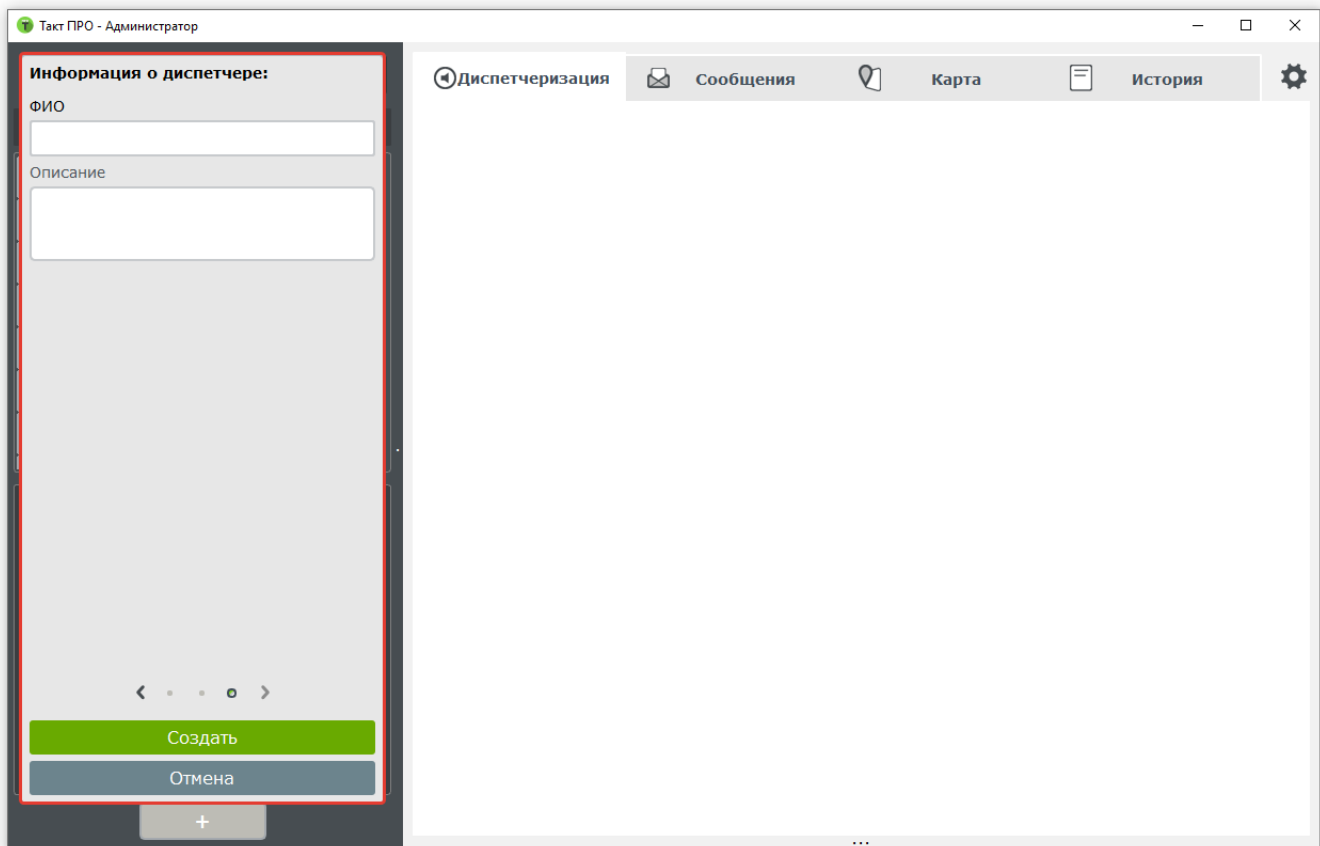 Такт ПРО - Администратор
Информация о диспетчере:
ФИО
Описание
Создать
Отмена
+
Диспетчеризация
Сообщения
Карта
История
...